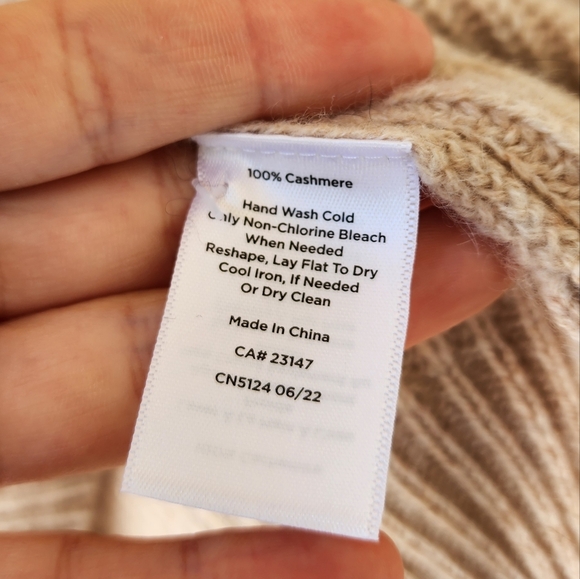 100% Cashmere
Hand Wash Cold
Only Non-Chlorine Bleach
When Needed
Reshape, Lay Flat To Dry
Cool Iron, If Needed
Or Dry Clean
Made In China
CA# 23147
CN5124 06/22